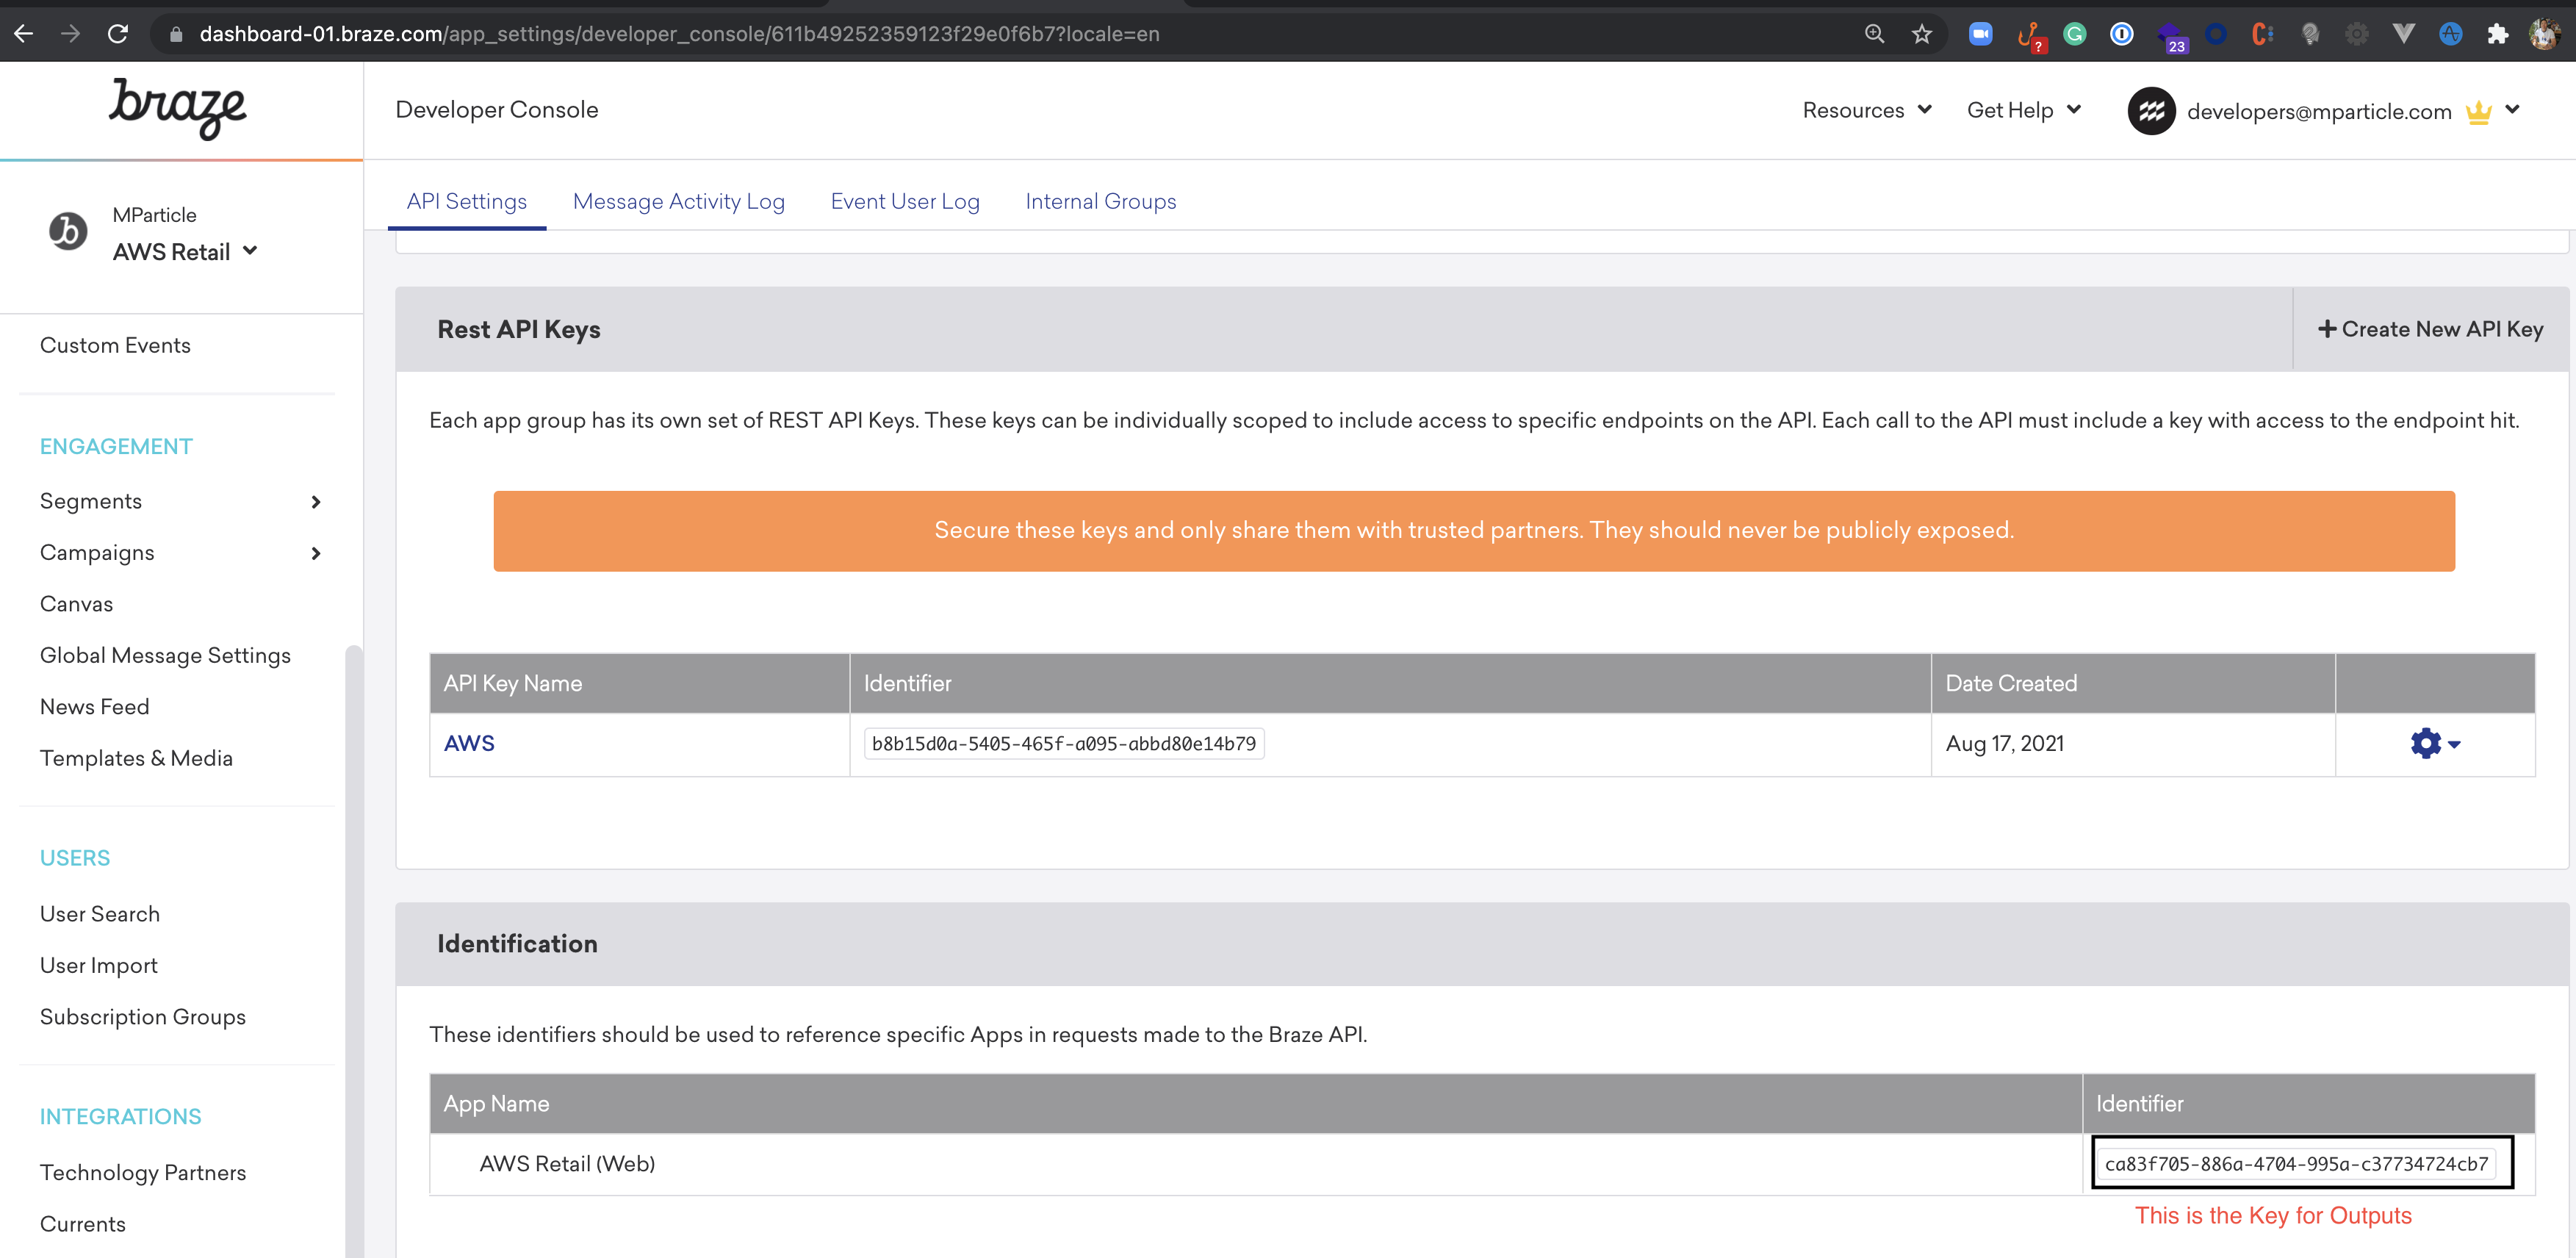 dashboard-01.braze.com/app_settings/developer_console/611b49252359123f29e0f6b7?locale=en
?
23
braze
Developer Console
Resources
Get Help
developers@mparticle.com
MParticle
AWS Retail
API Settings
Message Activity Log
Event User Log
Internal Groups
Custom Events
ENGAGEMENT
Segments
Campaigns
Canvas
Global Message Settings
News Feed
Templates & Media
USERS
User Search
User Import
Subscription Groups
INTEGRATIONS
Technology Partners
Currents
Rest API Keys
+ Create New API Key
Each app group has its own set of REST API Keys. These keys can be individually scoped to include access to specific endpoints on the API. Each call to the API must include a key with access to the endpoint hit.
Secure these keys and only share them with trusted partners. They should never be publicly exposed.
API Key Name Identifier Date Created
AWS b8b15d0a-5405-465f-a095-abbd80e14b79 Aug 17, 2021
Identification
These identifiers should be used to reference specific Apps in requests made to the Braze API.
App Name Identifier
AWS Retail (Web) ca83f705-886a-4704-995a-c37734724cb7
This is the Key for Outputs